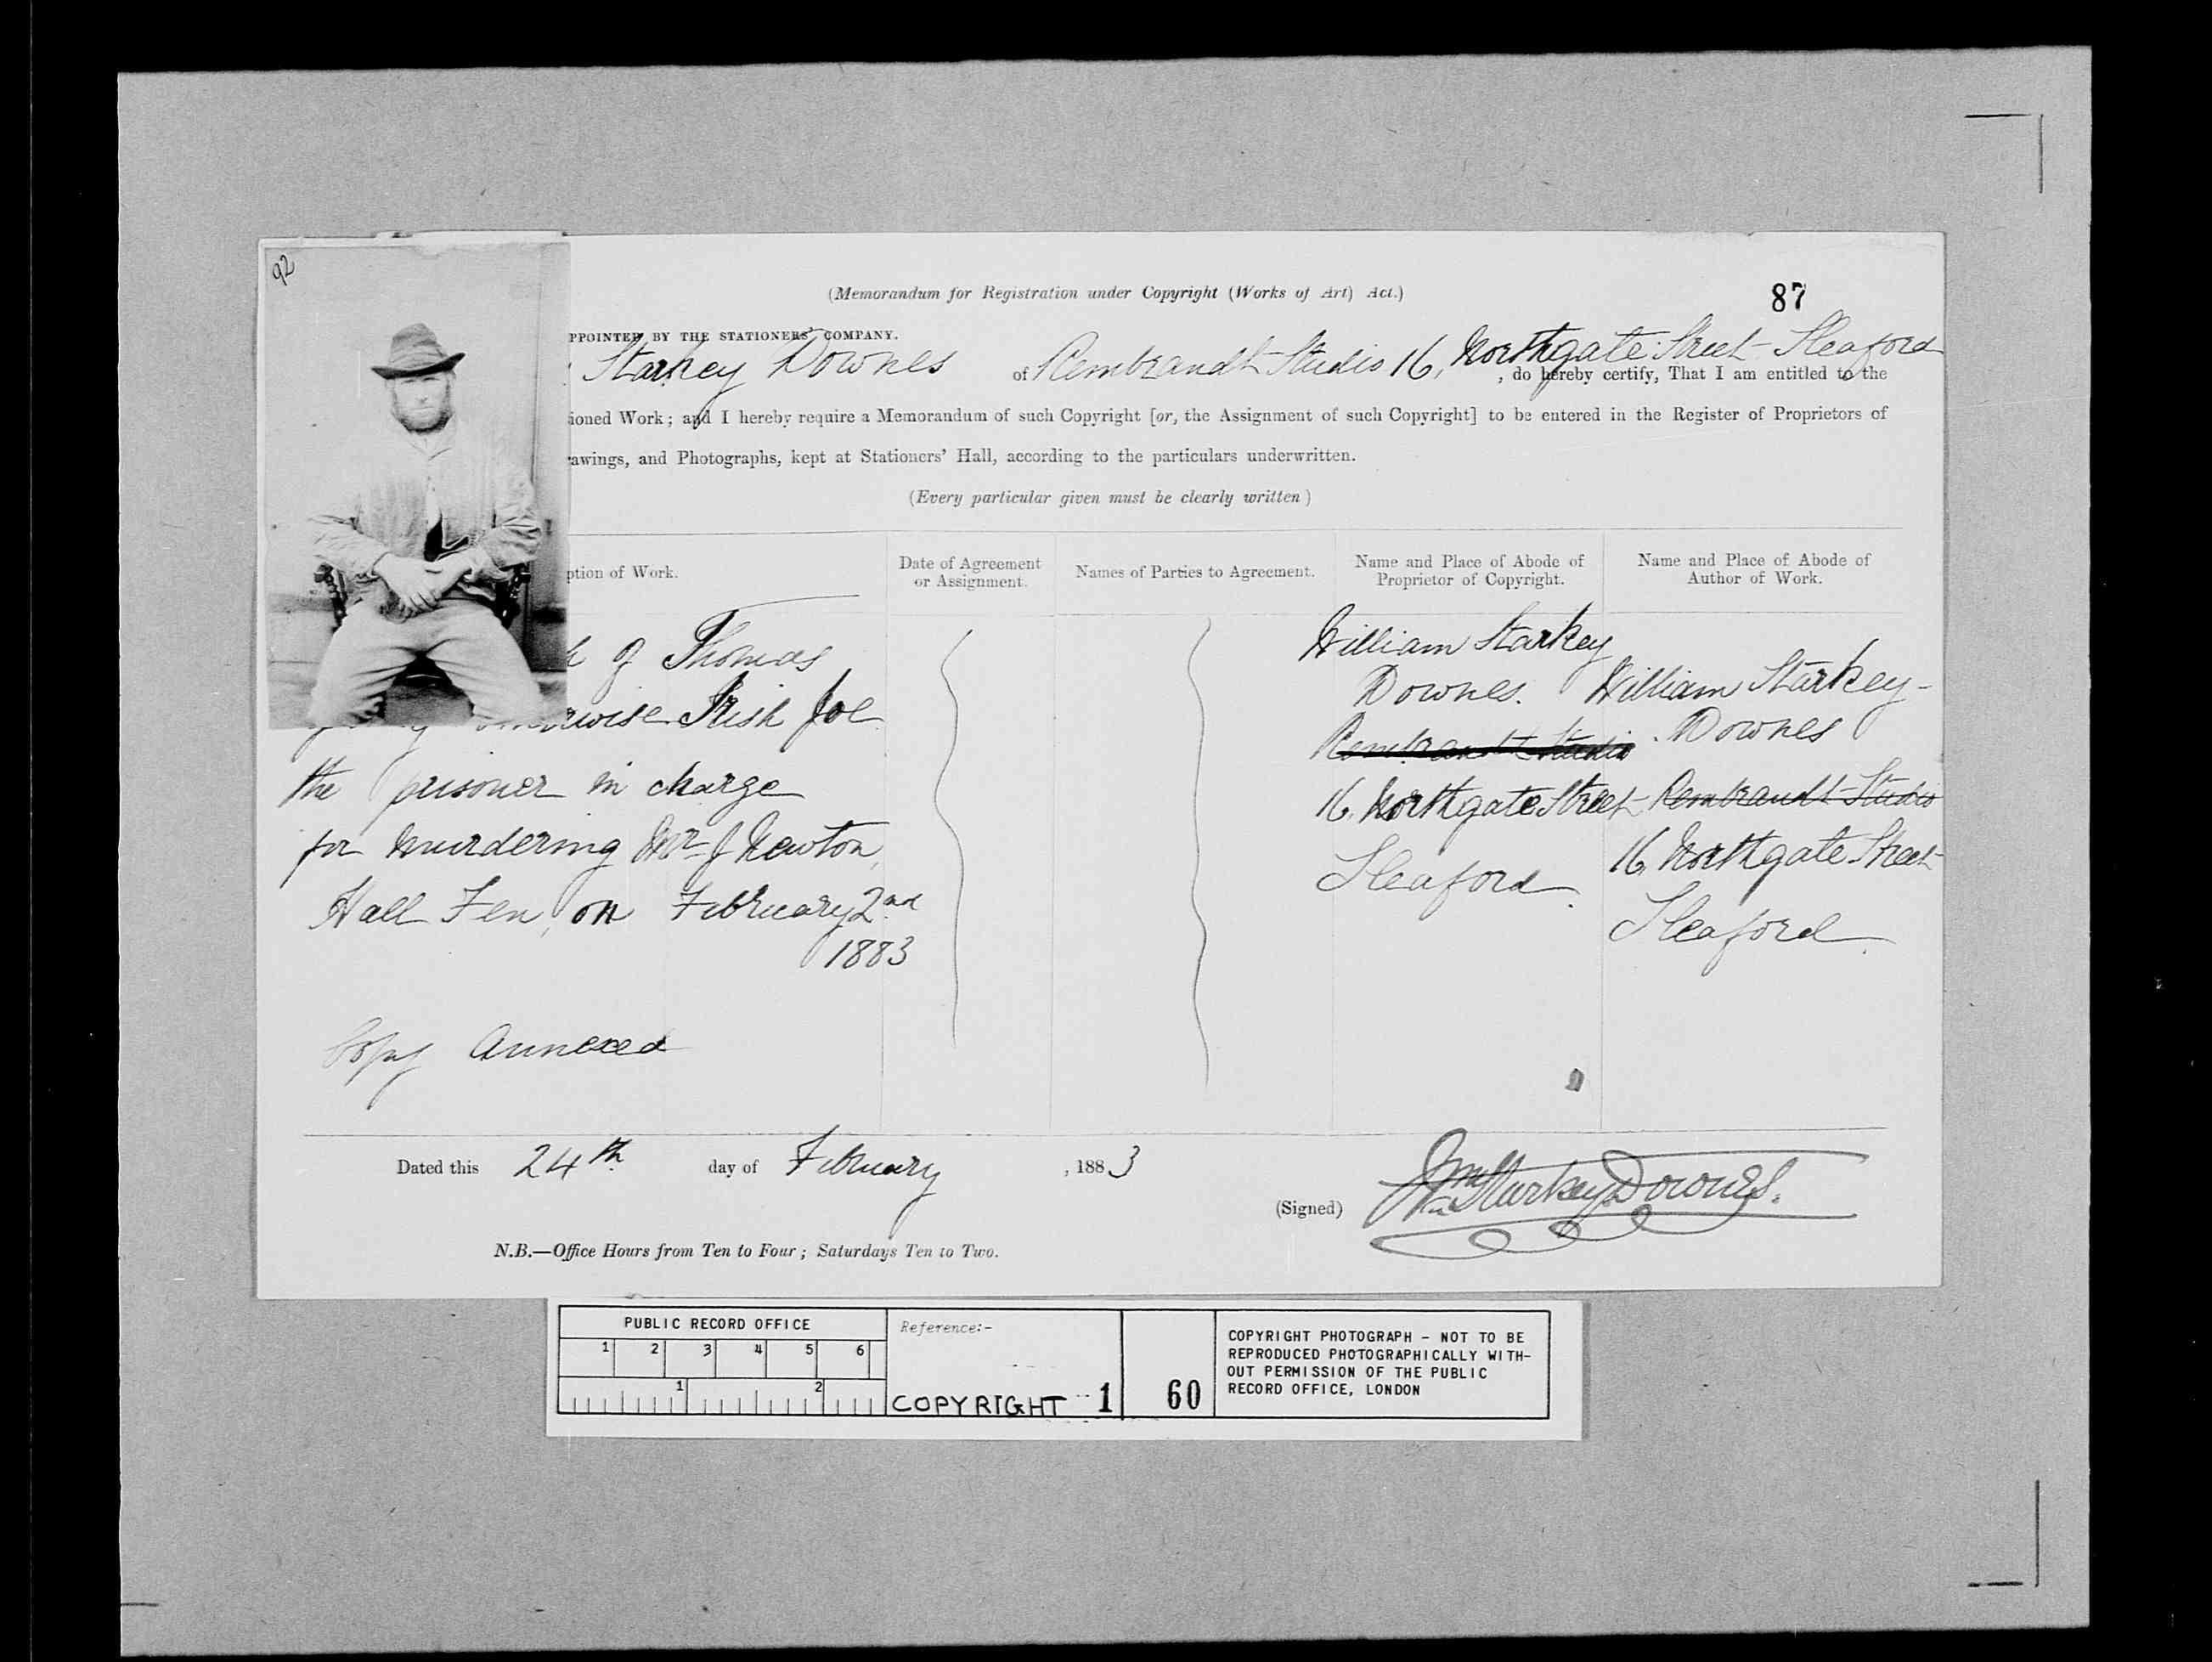 92
(Memorandum for Registration under Copyright (Works of Art) Act.)
87
PPOINTED BY THE STATIONERS' COMPANY.
Starkey Downes of Rembrandt Studio 16, Northgate Street Sleaford
, do hereby certify, That I am entitled to the
ioned Work; and I hereby require a Memorandum of such Copyright [or, the Assignment of such Copyright] to be entered in the Register of Proprietors of
rawings, and Photographs, kept at Stationers' Hall, according to the particulars underwritten.
(Every particular given must be clearly written)
ption of Work.
of Thomas
rwise Irish Joe
the prisoner in charge
for murdering Mr J Newton,
Hall Fen, on February 2nd
1883
Copy Annexed
Date of Agreement
or Assignment.
Names of Parties to Agreement.
Name and Place of Abode of
Proprietor of Copyright.
William Starkey
Downes.
Rembrandt Studio
16, Northgate Street
Sleaford.
Name and Place of Abode of
Author of Work.
William Starkey
Downes
Rembrandt Studio
16, Northgate Street
Sleaford.
Dated this 24th day of February, 1883
(Signed) Wm Starkey Downes.
N.B.—Office Hours from Ten to Four; Saturdays Ten to Two.
PUBLIC RECORD OFFICE
1 2 3 4 5 6
1 2
Reference:-
COPYRIGHT 1 60
COPYRIGHT PHOTOGRAPH - NOT TO BE
REPRODUCED PHOTOGRAPHICALLY WITH-
OUT PERMISSION OF THE PUBLIC
RECORD OFFICE, LONDON